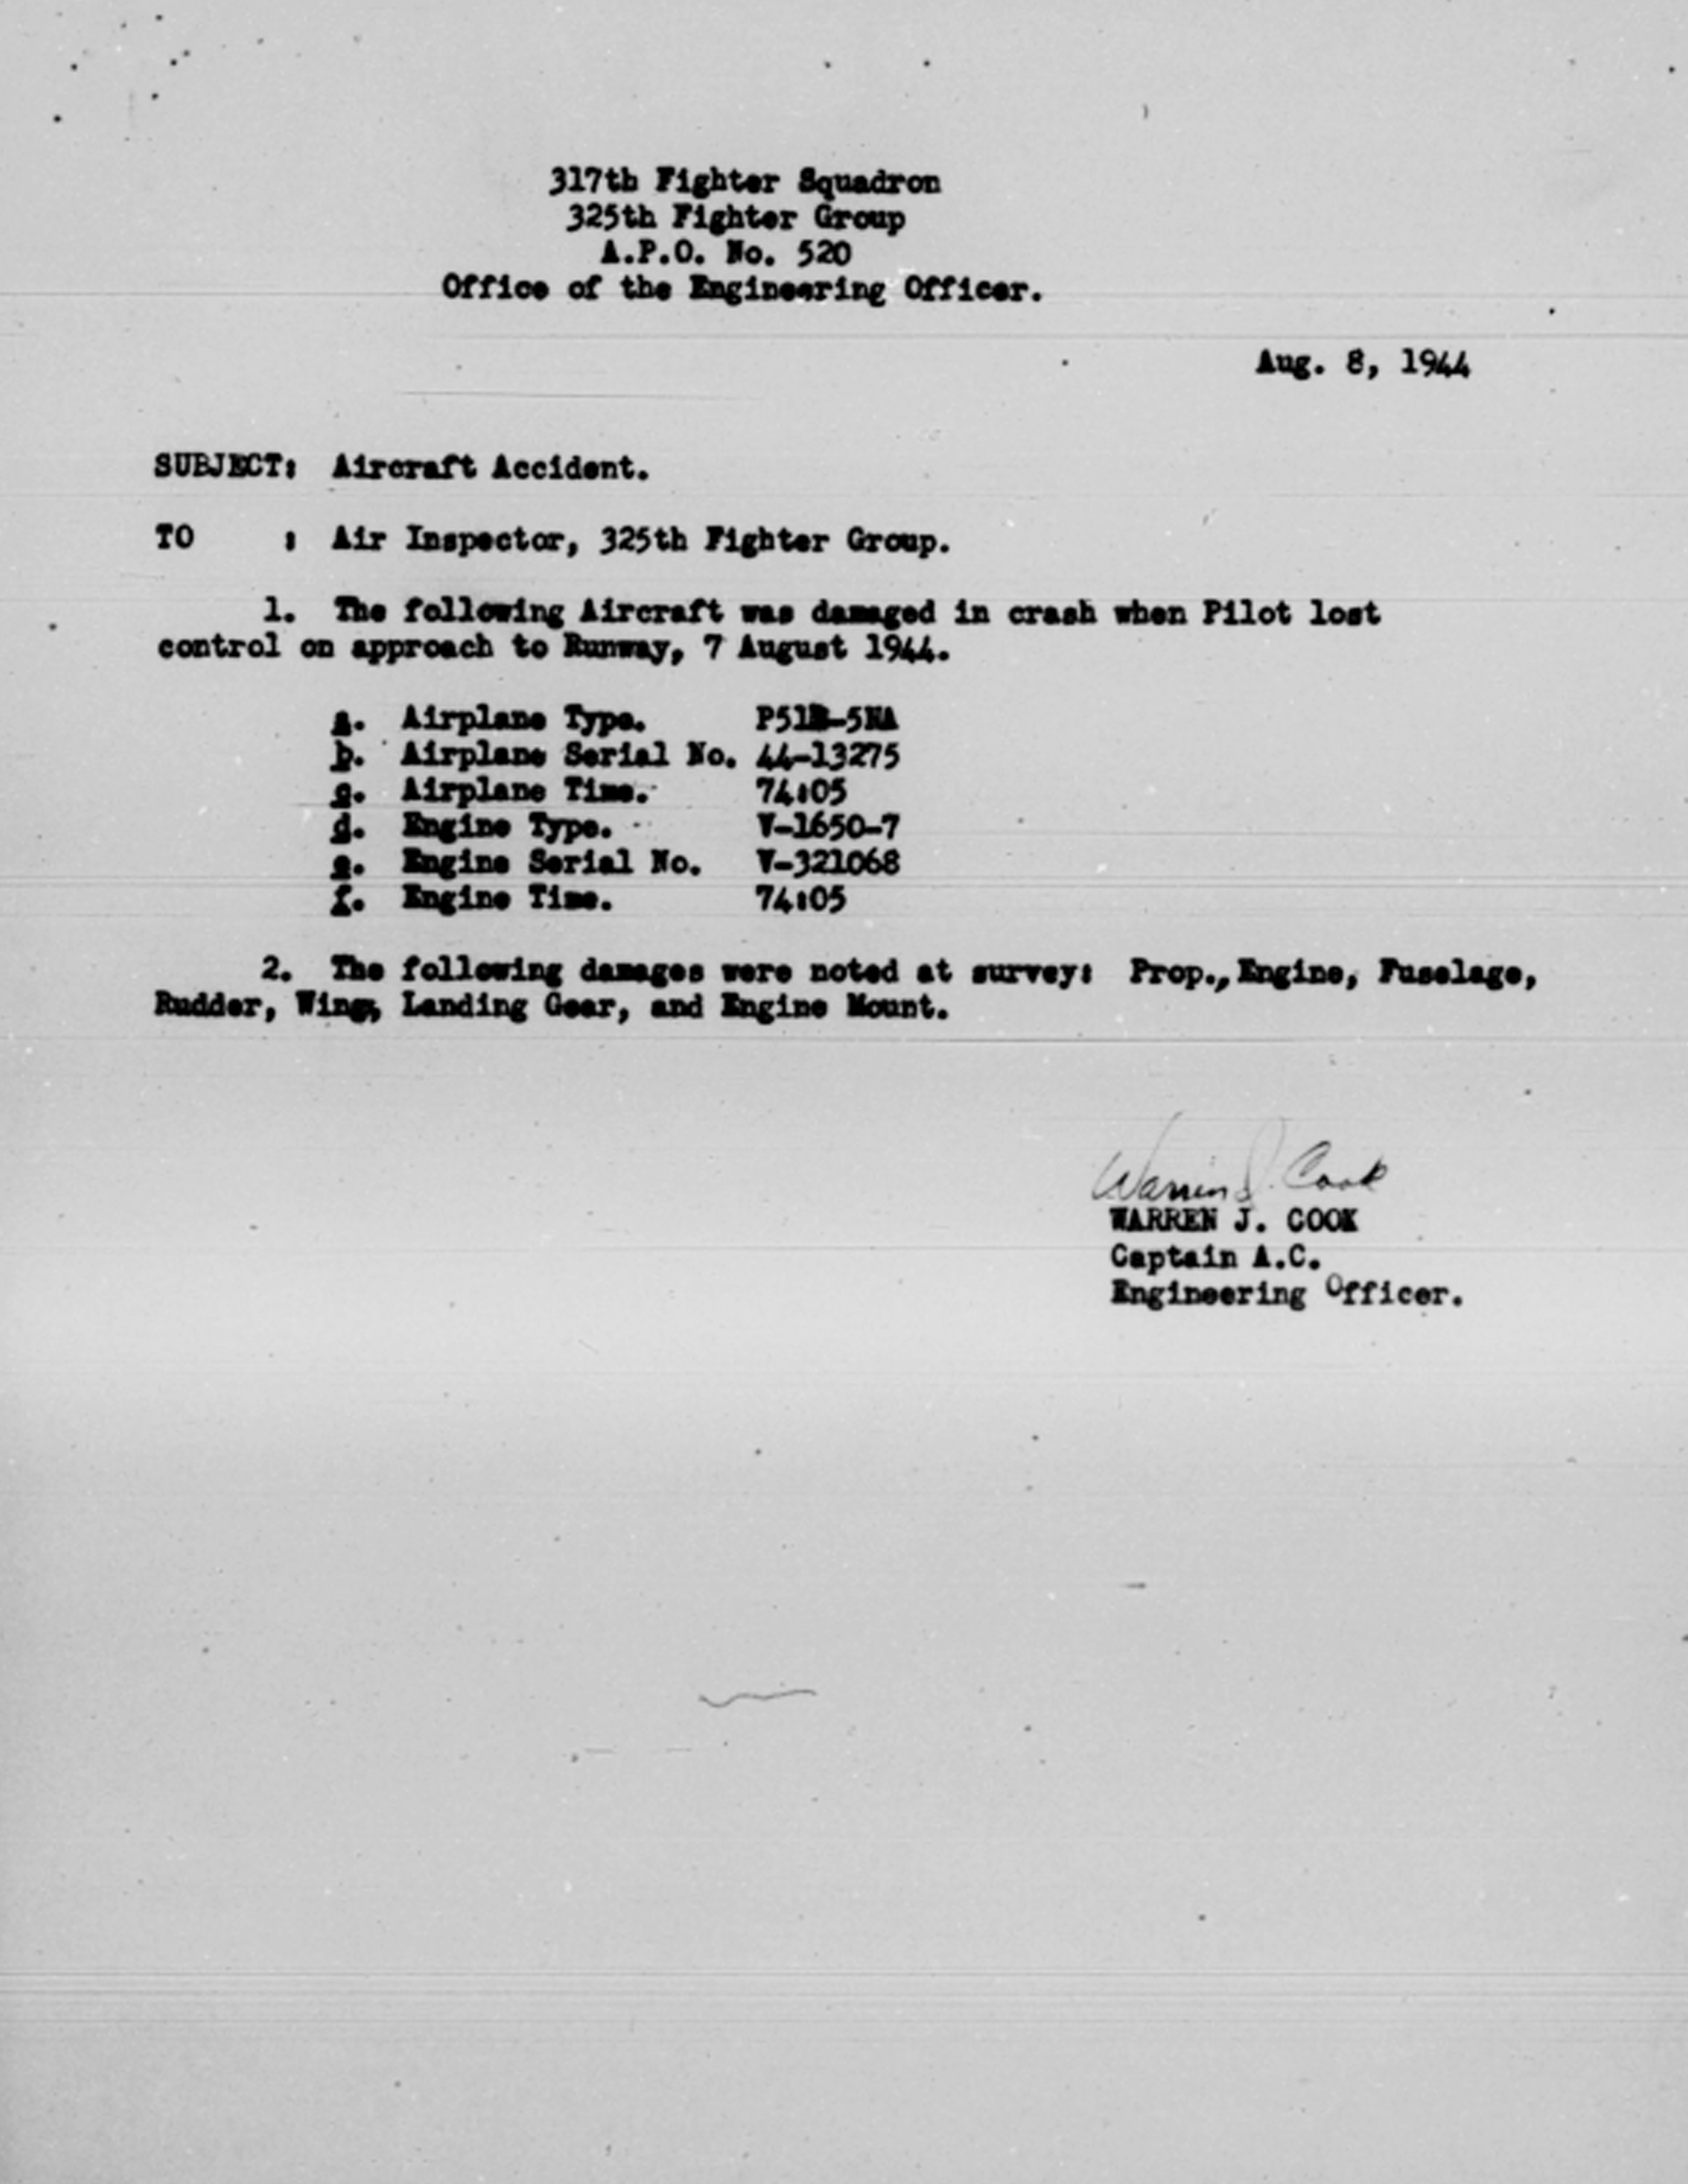 317th Fighter Squadron
325th Fighter Group
A.P.O. No. 520
Office of the Engineering Officer.
Aug. 8, 1944
SUBJECT: Aircraft Accident.
TO : Air Inspector, 325th Fighter Group.
1. The following Aircraft was damaged in crash when Pilot lost
control on approach to Runway, 7 August 1944.
a. Airplane Type.
b. Airplane Serial No. 44-13275
c. Airplane Time. 74:05
d. Engine Type. V-1650-7
e. Engine Serial No. V-321068
f. Engine Time. 74:05
2. The following damages were noted at survey: Prop., Engine, Fuselage,
Rudder, Wing, Landing Gear, and Engine Mount.
Warren J. Cook
WARREN J. COOK
Captain A.C.
Engineering Officer.